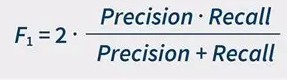 F₁ = 2 · Precision · Recall / Precision + Recall